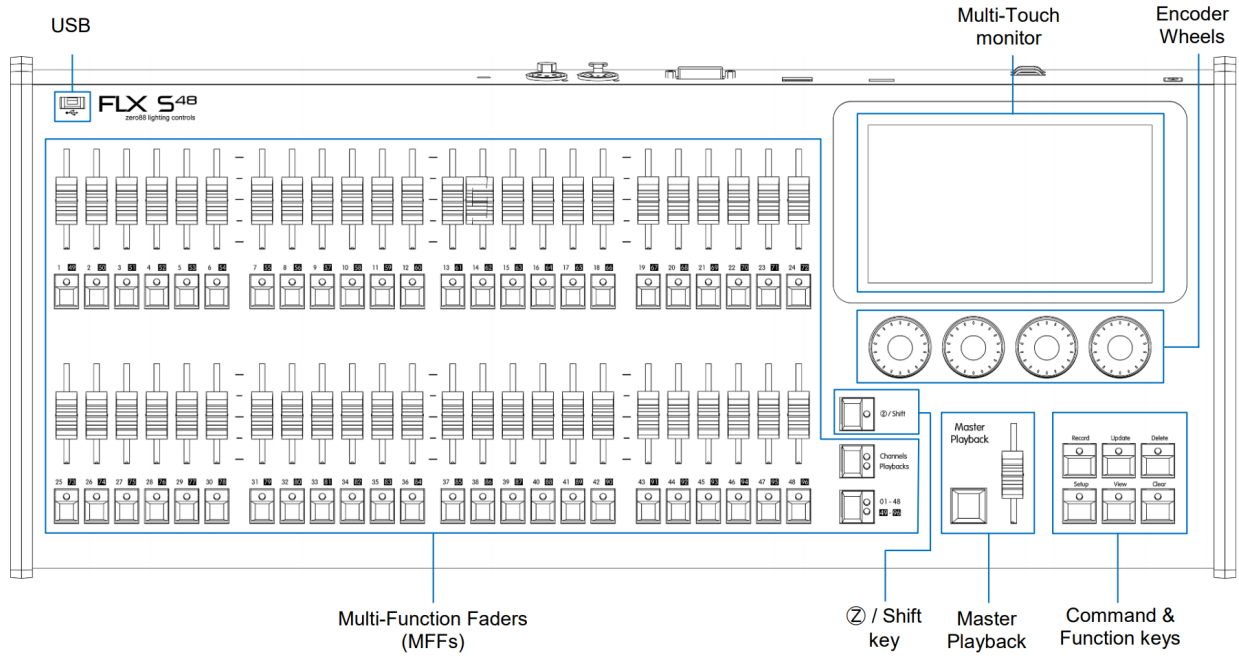 USB
Multi-Touch
monitor
Encoder
Wheels
FLX S48
zero88 lighting controls
1 49 2 50 3 51 4 52 5 53 6 54 7 55 8 56 9 57 10 58 11 59 12 60 13 61 14 62 15 63 16 64 17 65 18 66 19 67 20 68 21 69 22 70 23 71 24 72
Ⓩ / Shift
Master
Playback
Channels
Playbacks
Record Update Delete
25 73 26 74 27 75 28 76 29 77 30 78 31 79 32 80 33 81 34 82 35 83 36 84 37 85 38 86 39 87 40 88 41 89 42 90 43 91 44 92 45 93 46 94 47 95 48 96
Setup View Clear
01 - 48
49 - 96
Multi-Function Faders
(MFFs)
Ⓩ / Shift
key
Master
Playback
Command &
Function keys